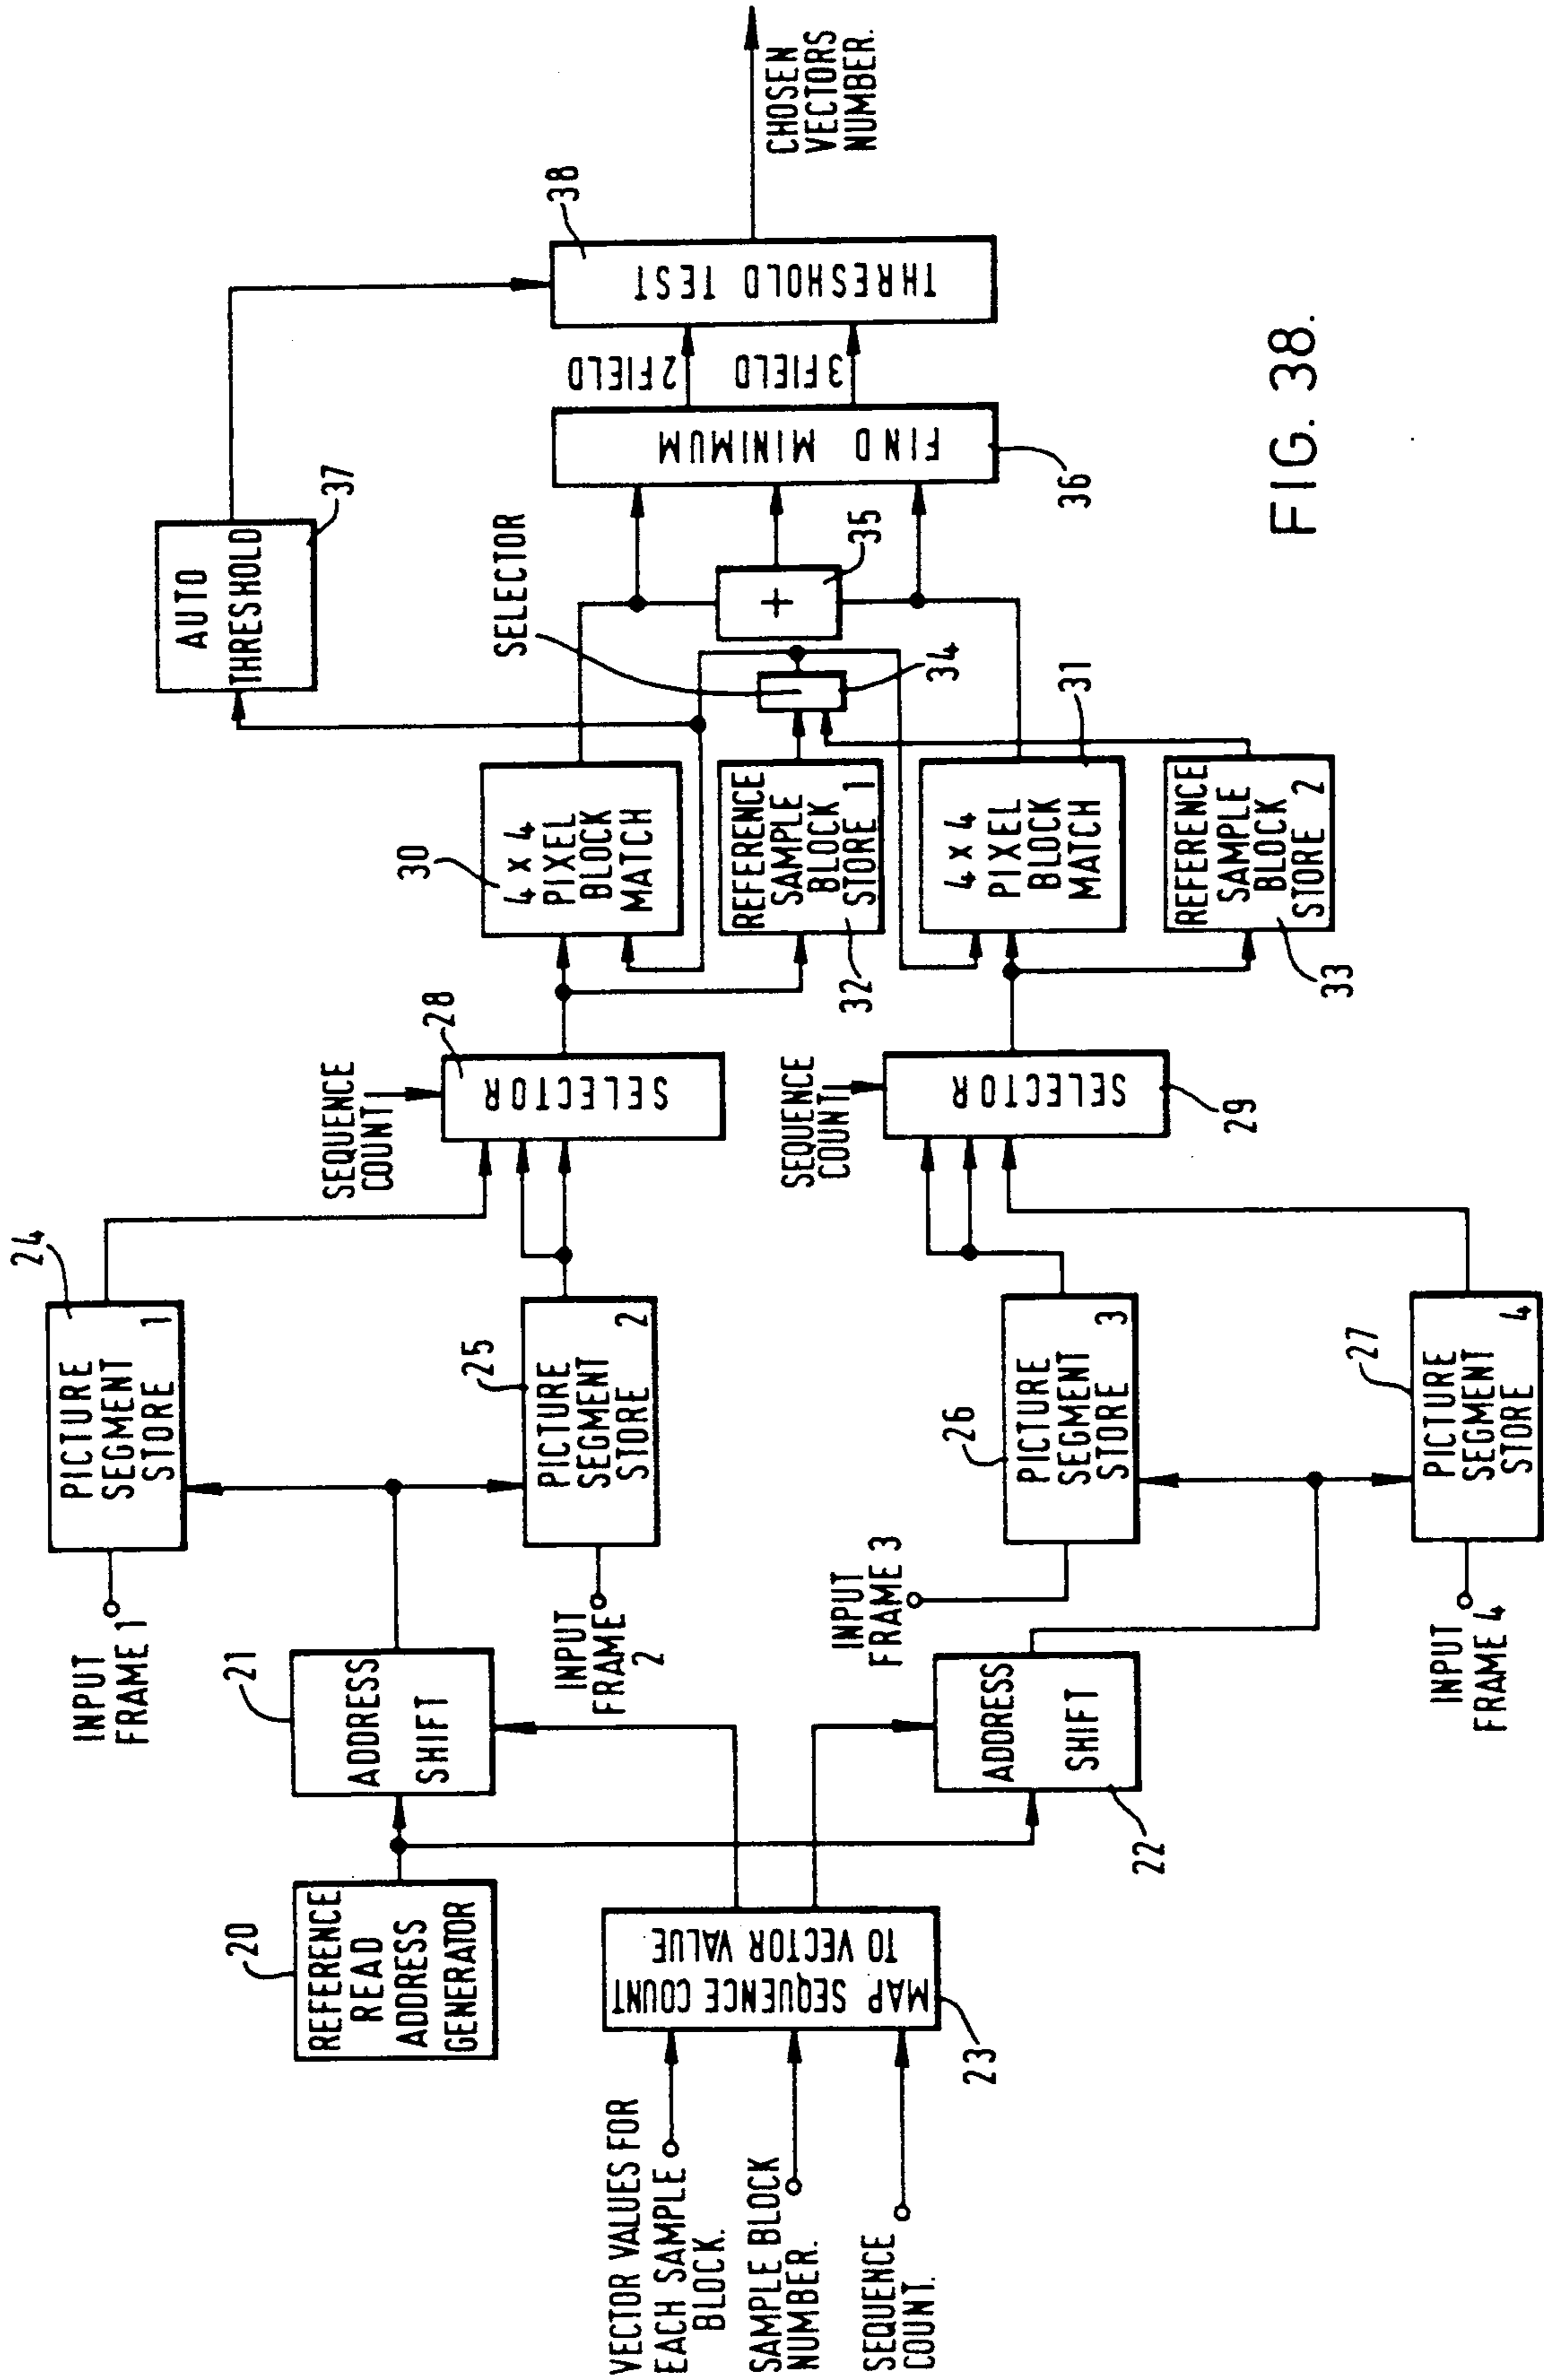 VECTOR VALUES FOR
EACH SAMPLE
BLOCK.
SAMPLE BLOCK
NUMBER.
SEQUENCE
COUNT.
20
REFERENCE
READ
ADDRESS
GENERATOR
MAP SEQUENCE COUNT
TO VECTOR VALUE
23
21
ADDRESS
SHIFT
ADDRESS
SHIFT
22
INPUT
FRAME 1
INPUT
FRAME
2
INPUT
FRAME 3
INPUT
FRAME 4
24
PICTURE
SEGMENT
STORE 1
25
PICTURE
SEGMENT
STORE 2
26
PICTURE
SEGMENT
STORE 3
27
PICTURE
SEGMENT
STORE 4
SEQUENCE
COUNT
28
SELECTOR
SEQUENCE
COUNT
SELECTOR
29
30
4 x 4
PIXEL
BLOCK
MATCH
REFERENCE
SAMPLE
BLOCK
STORE 1
32
4 x 4
PIXEL
BLOCK
MATCH
31
REFERENCE
SAMPLE
BLOCK
STORE 2
33
SELECTOR
34
+
35
AUTO
THRESHOLD
37
FIND MINIMUM
36
2 FIELD
3 FIELD
THRESHOLD TEST
38
CHOSEN
VECTORS
NUMBER.
FIG. 38.